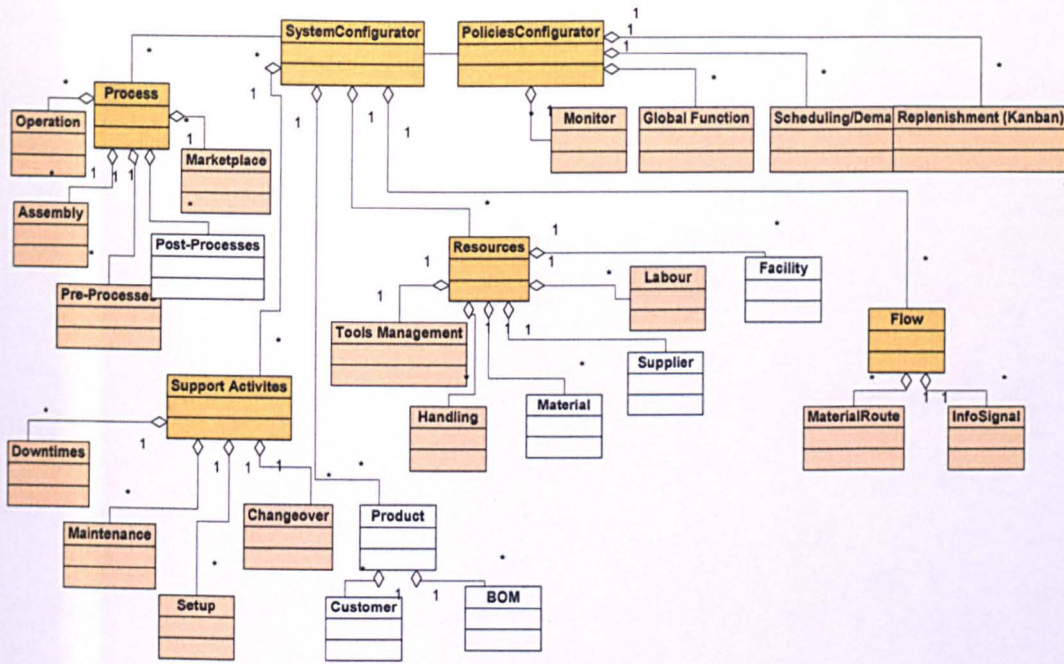 SystemConfigurator
PoliciesConfigurator
Process
Operation
Marketplace
Monitor
Global Function
Scheduling/Dema
Replenishment (Kanban)
Assembly
Post-Processes
Pre-Processes
Resources
Labour
Facility
Tools Management
Supplier
Flow
Support Activites
Handling
Material
MaterialRoute
InfoSignal
Downtimes
Maintenance
Changeover
Product
Setup
Customer
BOM